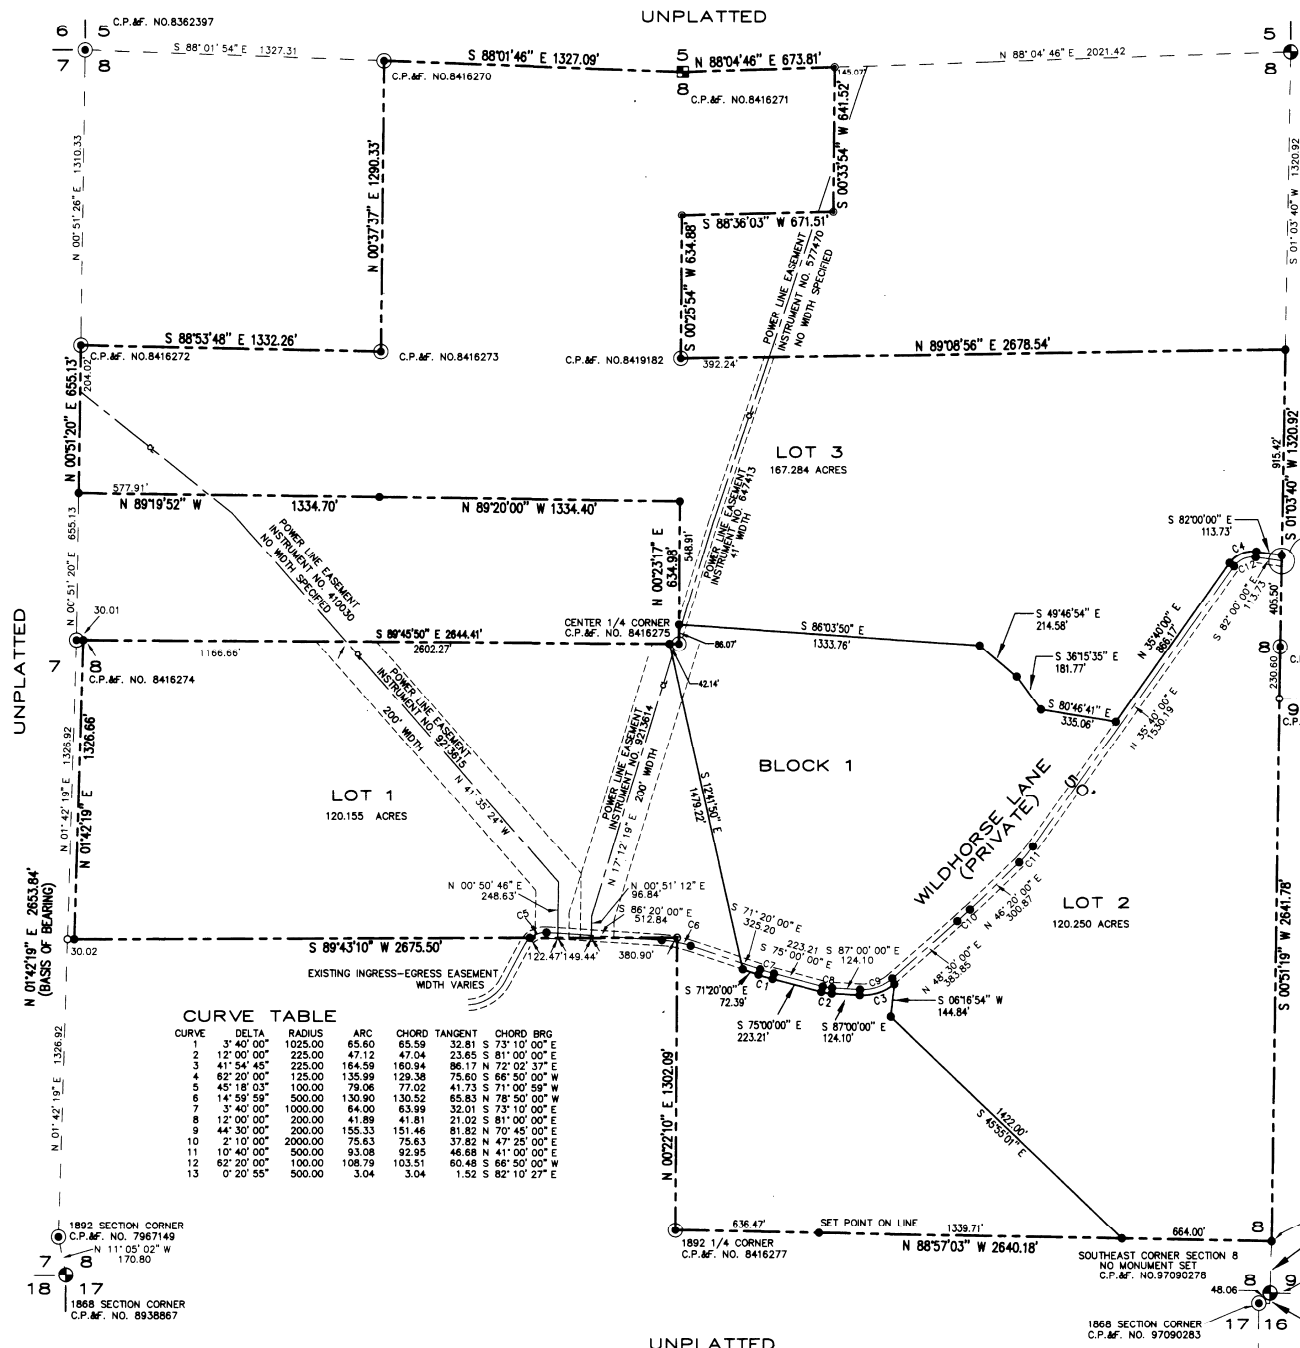 UNPLATTED
C.P.&F. NO.8362397
6 5
7 8
S 88°01'54" E 1327.31
S 88°01'46" E 1327.09'
C.P.&F. NO.8416270
5
8
C.P.&F. NO.8416271
N 88°04'46" E 673.81'
145.07'
N 88°04'46" E 2021.42
5
8
N 00°51'26" E 1310.33
N 00°37'37" E 1290.33'
S 00°33'54" W 641.52'
S 88°36'03" W 671.51'
S 00°25'54" W 634.88'
POWER LINE EASEMENT
INSTRUMENT NO. 577470
NO WIDTH SPECIFIED
S 01°03'40" W 1320.92
S 88°53'48" E 1332.26'
C.P.&F. NO.8416272
C.P.&F. NO.8416273
C.P.&F. NO.8419182
392.24'
N 89°08'56" E 2678.54'
N 00°51'20" E 655.13'
204.02'
LOT 3
167.284 ACRES
915.42'
S 01°03'40" W 1320.92'
577.91'
N 89°19'52" W 1334.70'
N 89°20'00" W 1334.40'
POWER LINE EASEMENT
INSTRUMENT NO. 410030
NO WIDTH SPECIFIED
POWER LINE EASEMENT
INSTRUMENT NO. 647413
41' WIDTH
N 00°23'17" E
634.98'
548.91'
S 82°00'00" E
113.73'
C4
C12
S 82°00'00" E
113.73
405.50'
N 00°51'20" E 655.13
30.01
S 89°45'50" E 2644.41'
1166.66'
2602.27'
CENTER 1/4 CORNER
C.P.&F. NO. 8416275
86.07'
42.14'
S 86°03'50" E
1333.76'
S 49°46'54" E
214.58'
S 36°15'35" E
181.77'
S 80°46'41" E
335.06'
N 35°40'00" E
866.17'
N 35°40'00" E
1530.19
8
230.60
9
UNPLATTED
7 8
C.P.&F. NO. 8416274
N 01°42'19" E 1326.92
N 01°42'19" E 1326.66'
POWER LINE EASEMENT
INSTRUMENT NO. 9213615
200' WIDTH
N 41°35'24" W
POWER LINE EASEMENT
INSTRUMENT NO. 9213614
200' WIDTH
N 17°12'19" E
S 12°41'50" E
1479.22'
BLOCK 1
LOT 1
120.155 ACRES
WILDHORSE LANE
(PRIVATE)
C11
N 46°20'00" E
300.87
LOT 2
120.250 ACRES
C10
N 48°30'00" E
383.85
N 01°42'19" E 2653.84'
(BASIS OF BEARING)
N 00°50'46" E
248.63'
N 00°51'12" E
96.84'
S 86°20'00" E
512.84
C5
C6
S 71°20'00" E
325.20
30.02
S 89°43'10" W 2675.50'
122.47'
149.44'
380.90'
EXISTING INGRESS-EGRESS EASEMENT
WIDTH VARIES
223.21
S 75°00'00" E
S 87°00'00" E
124.10
C7
C1
S 71°20'00" E
72.39'
C8
C2
C9
C3
S 75°00'00" E
223.21'
S 87°00'00" E
124.10'
S 06°16'54" W
144.84'
S 00°51'19" W 2641.78'
CURVE TABLE
CURVE DELTA RADIUS ARC CHORD TANGENT CHORD BRG
1 3°40'00" 1025.00 65.60 65.59 32.81 S 73°10'00" E
2 12°00'00" 225.00 47.12 47.04 23.65 S 81°00'00" E
3 41°54'45" 225.00 164.59 160.94 86.17 N 72°02'37" E
4 62°20'00" 125.00 135.99 129.38 75.60 S 66°50'00" W
5 45°18'03" 100.00 79.06 77.02 41.73 S 71°00'59" W
6 14°59'59" 500.00 130.90 130.52 65.83 N 78°50'00" W
7 3°40'00" 1000.00 64.00 63.99 32.01 S 73°10'00" E
8 12°00'00" 200.00 41.89 41.81 21.02 S 81°00'00" E
9 44°30'00" 200.00 155.33 151.46 81.82 N 70°45'00" E
10 2°10'00" 2000.00 75.63 75.63 37.82 N 47°25'00" E
11 10°40'00" 500.00 93.08 92.95 46.68 N 41°00'00" E
12 62°20'00" 100.00 108.79 103.51 60.48 S 66°50'00" W
13 0°20'55" 500.00 3.04 3.04 1.52 S 82°10'27" E
N 01°42'19" E 1326.92
N 00°22'10" E 1302.09'
1422.00'
S 45°55'01" E
1892 SECTION CORNER
C.P.&F. NO. 7967149
N 11°05'02" W
170.80
7 8
18 17
1868 SECTION CORNER
C.P.&F. NO. 8938867
636.47'
SET POINT ON LINE
1339.71'
664.00'
8
1892 1/4 CORNER
C.P.&F. NO. 8416277
N 88°57'03" W 2640.18'
SOUTHEAST CORNER SECTION 8
NO MONUMENT SET
C.P.&F. NO.97090278
8 9
48.06
17 16
1868 SECTION CORNER
C.P.&F. NO. 97090283
UNPLATTED